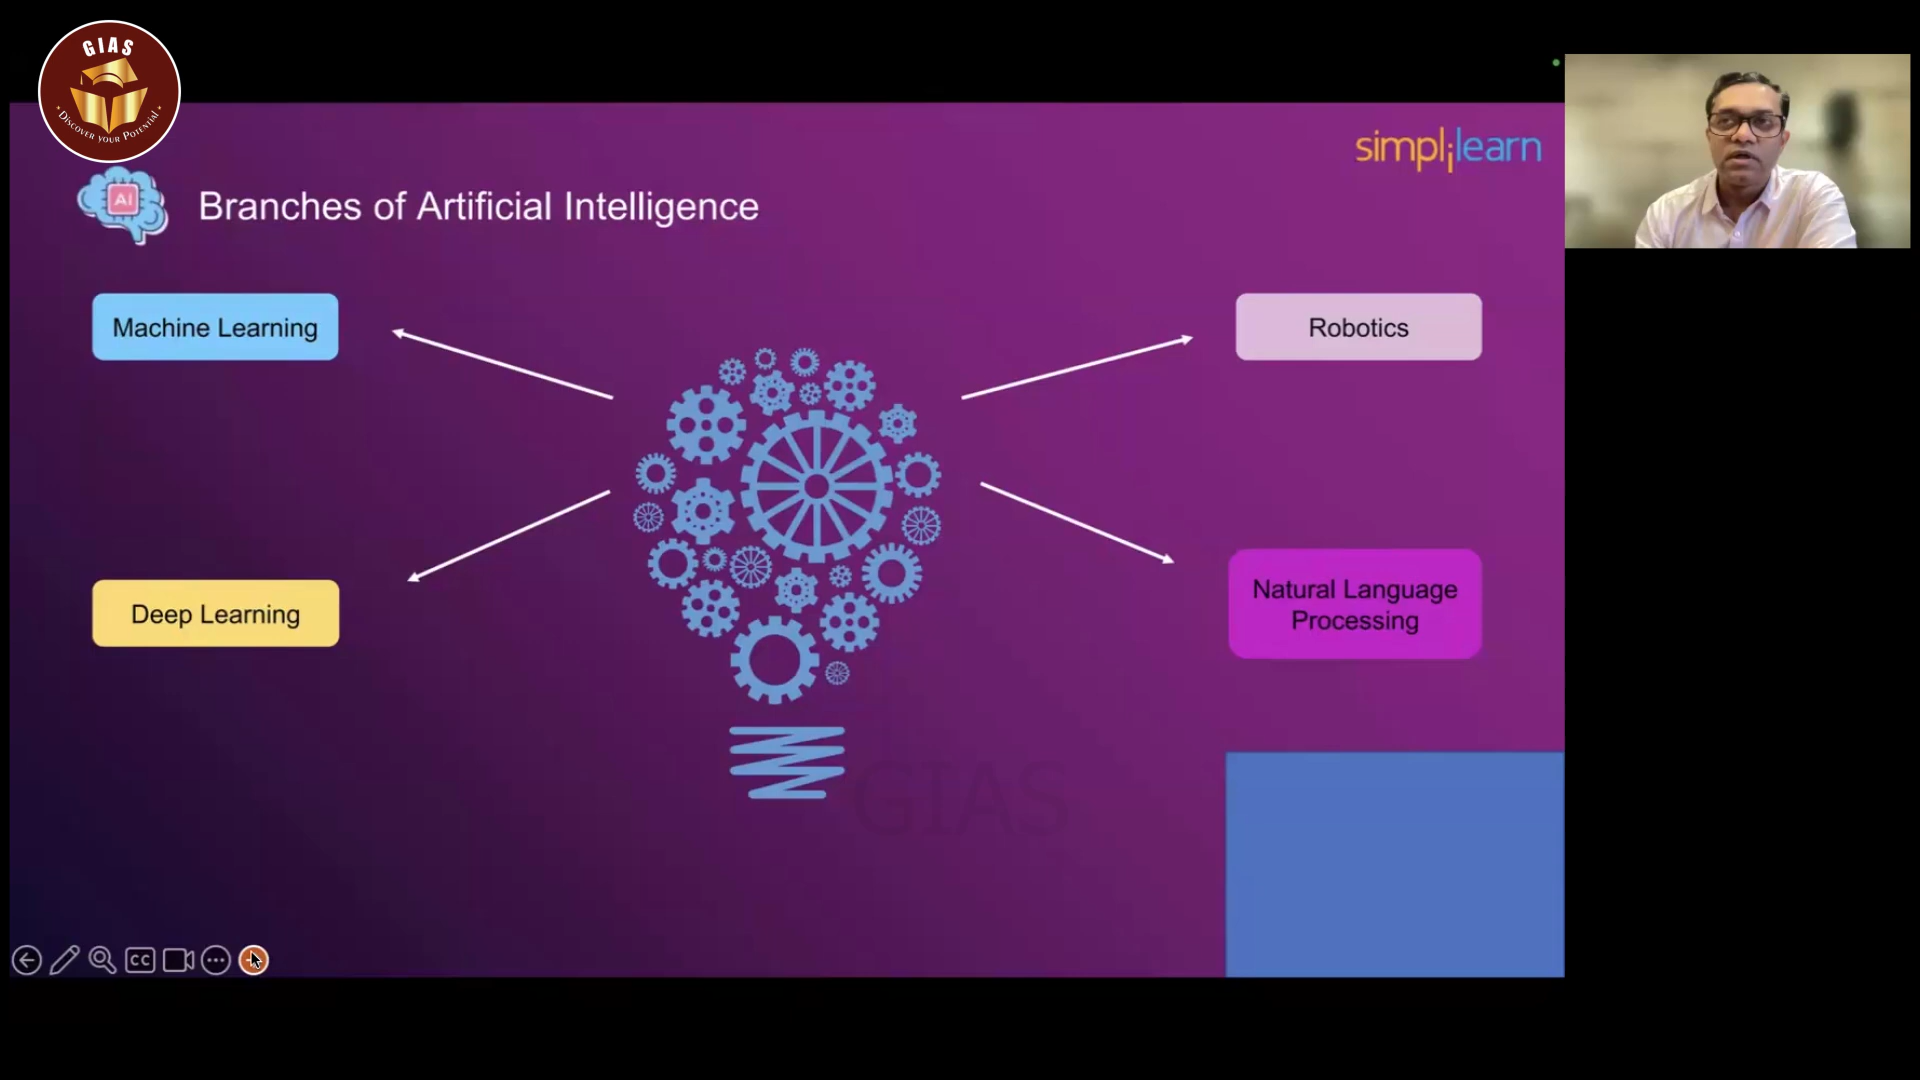 GIAS
• DISCOVER YOUR POTENTIAL •
simplilearn
AI
Branches of Artificial Intelligence
Machine Learning
Robotics
Deep Learning
Natural Language
Processing
GIAS
CC